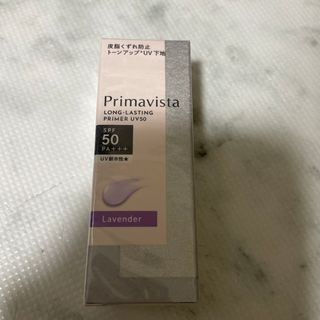 皮脂くずれ防止
トーンアップ*UV下地
Primavista
LONG-LASTING
PRIMER UV50
SPF
50
PA+++
UV耐水性★
Lavender